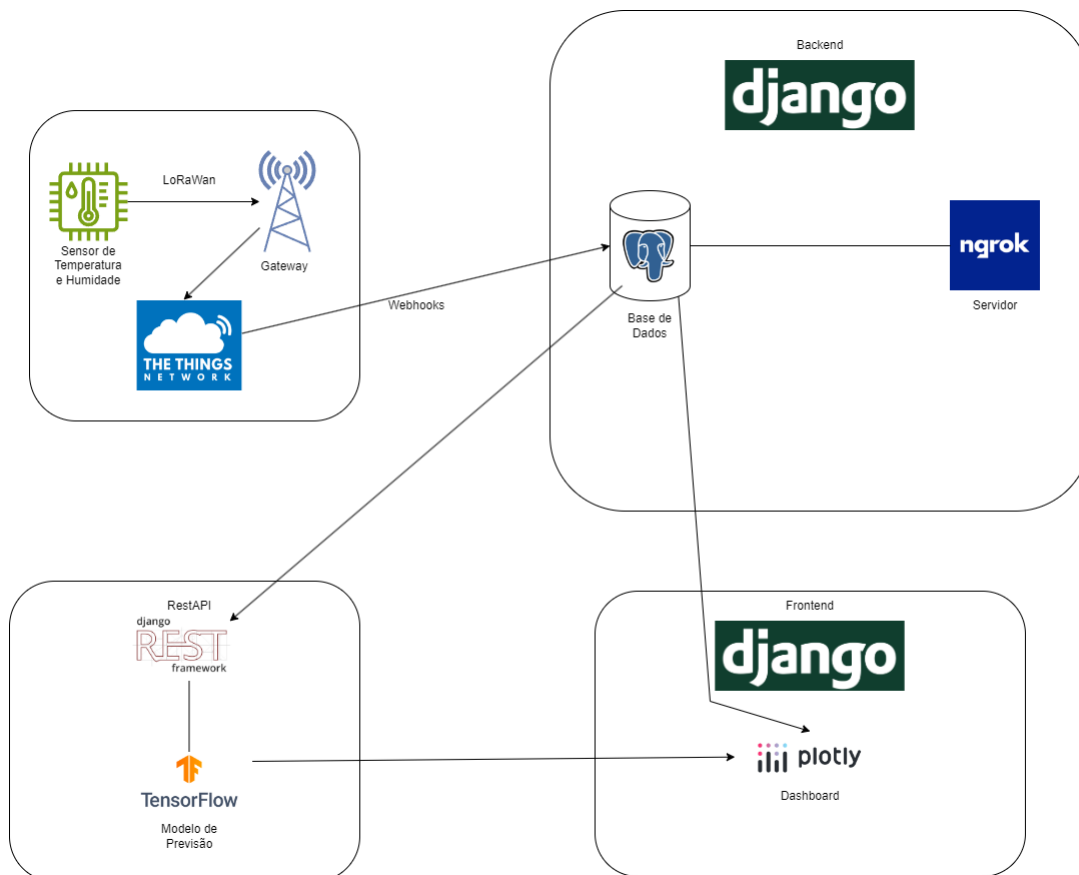 Backend
django
LoRaWan
Sensor de
Temperatura
e Humidade
Gateway
THE THINGS
NETWORK
Webhooks
Base de
Dados
ngrok
Servidor
RestAPI
django
REST
framework
TensorFlow
Modelo de
Previsão
Frontend
django
plotly
Dashboard